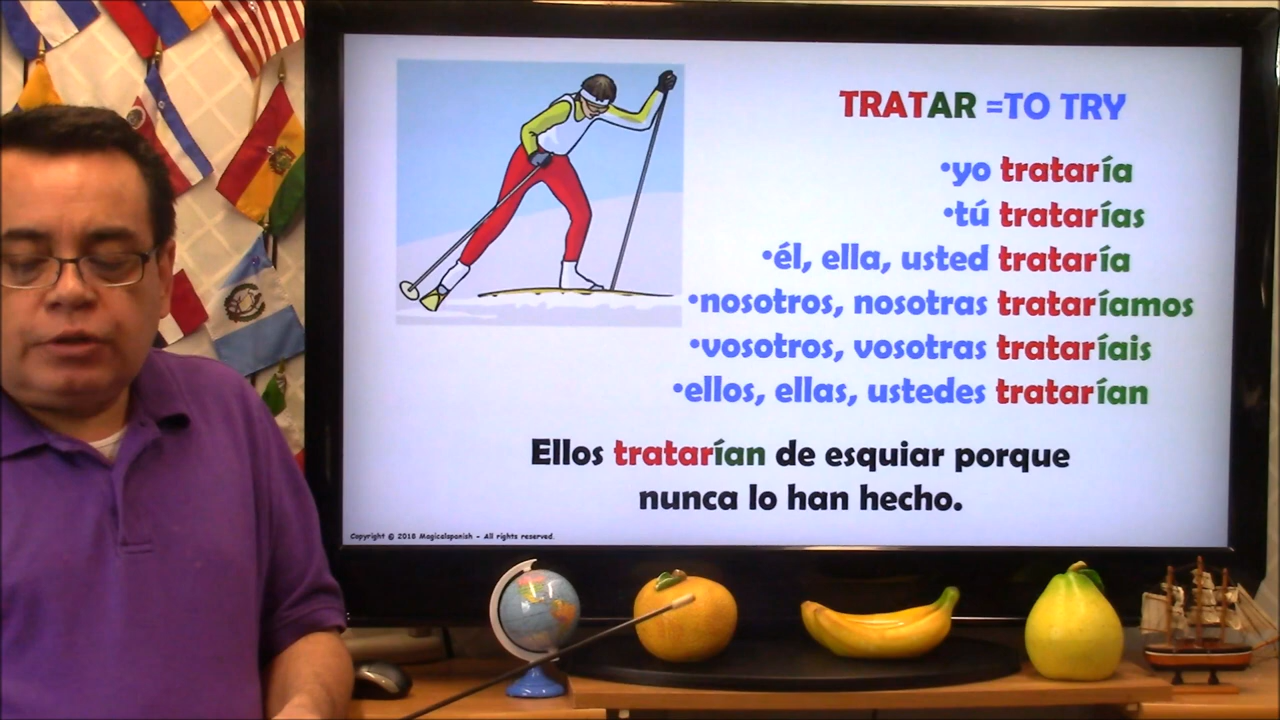 TRATAR =TO TRY
•yo trataría
•tú tratarías
•él, ella, usted trataría
•nosotros, nosotras trataríamos
•vosotros, vosotras trataríais
•ellos, ellas, ustedes tratarían
Ellos tratarían de esquiar porque
nunca lo han hecho.
Copyright © 2018 Magicalspanish - All rights reserved.